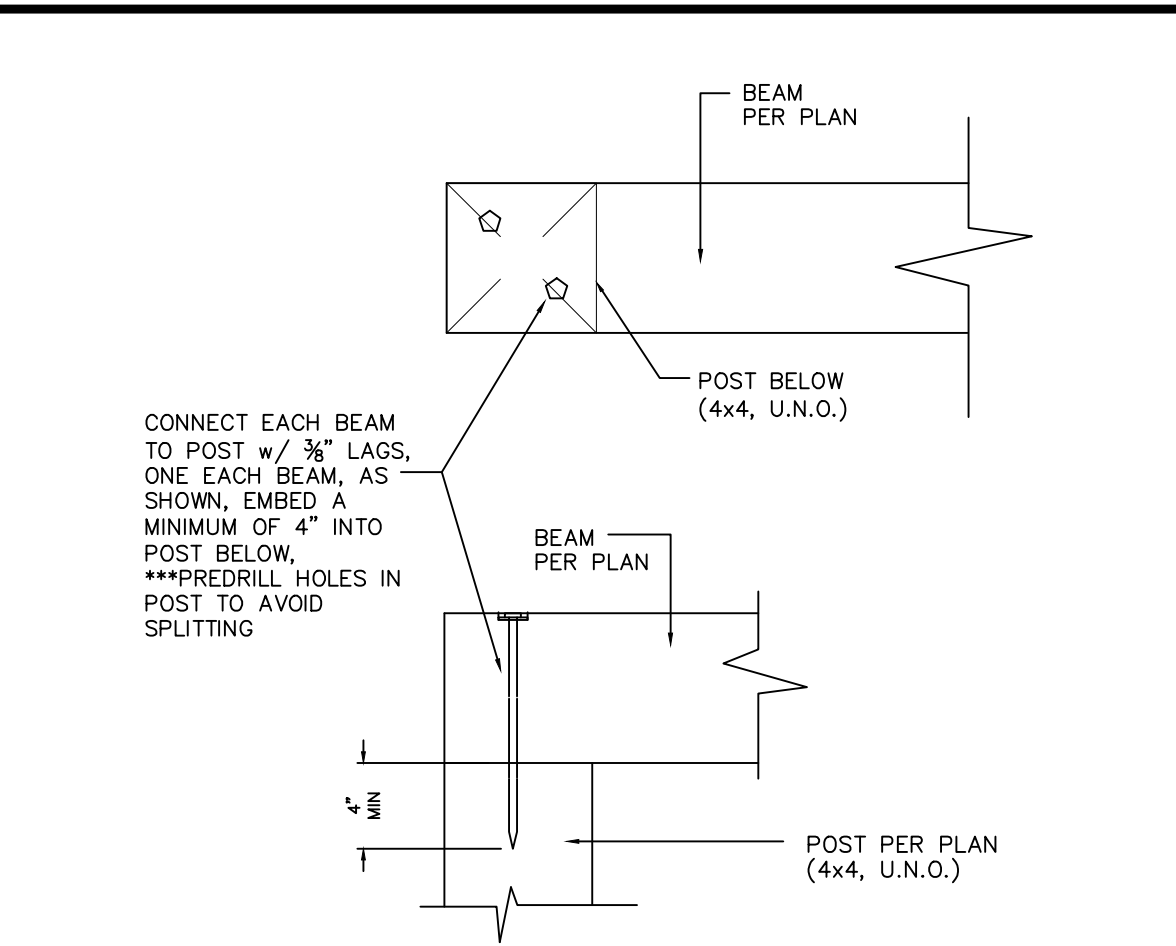 BEAM
PER PLAN
POST BELOW
(4x4, U.N.O.)
CONNECT EACH BEAM
TO POST w/ ⅜" LAGS,
ONE EACH BEAM, AS
SHOWN, EMBED A
MINIMUM OF 4" INTO
POST BELOW,
***PREDRILL HOLES IN
POST TO AVOID
SPLITTING
BEAM
PER PLAN
4"
MIN
POST PER PLAN
(4x4, U.N.O.)